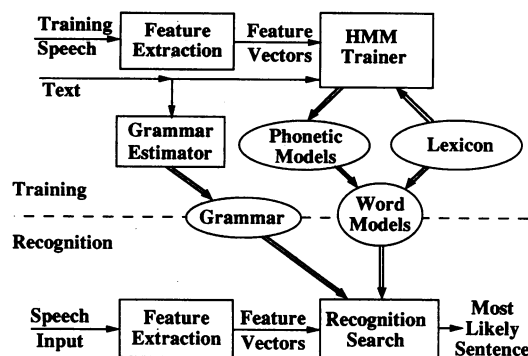 Training
Speech
Feature
Extraction
Feature
Vectors
HMM
Trainer
Text
Grammar
Estimator
Phonetic
Models
Lexicon
Training
Grammar
Word
Models
Recognition
Speech
Input
Feature
Extraction
Feature
Vectors
Recognition
Search
Most
Likely
Sentence